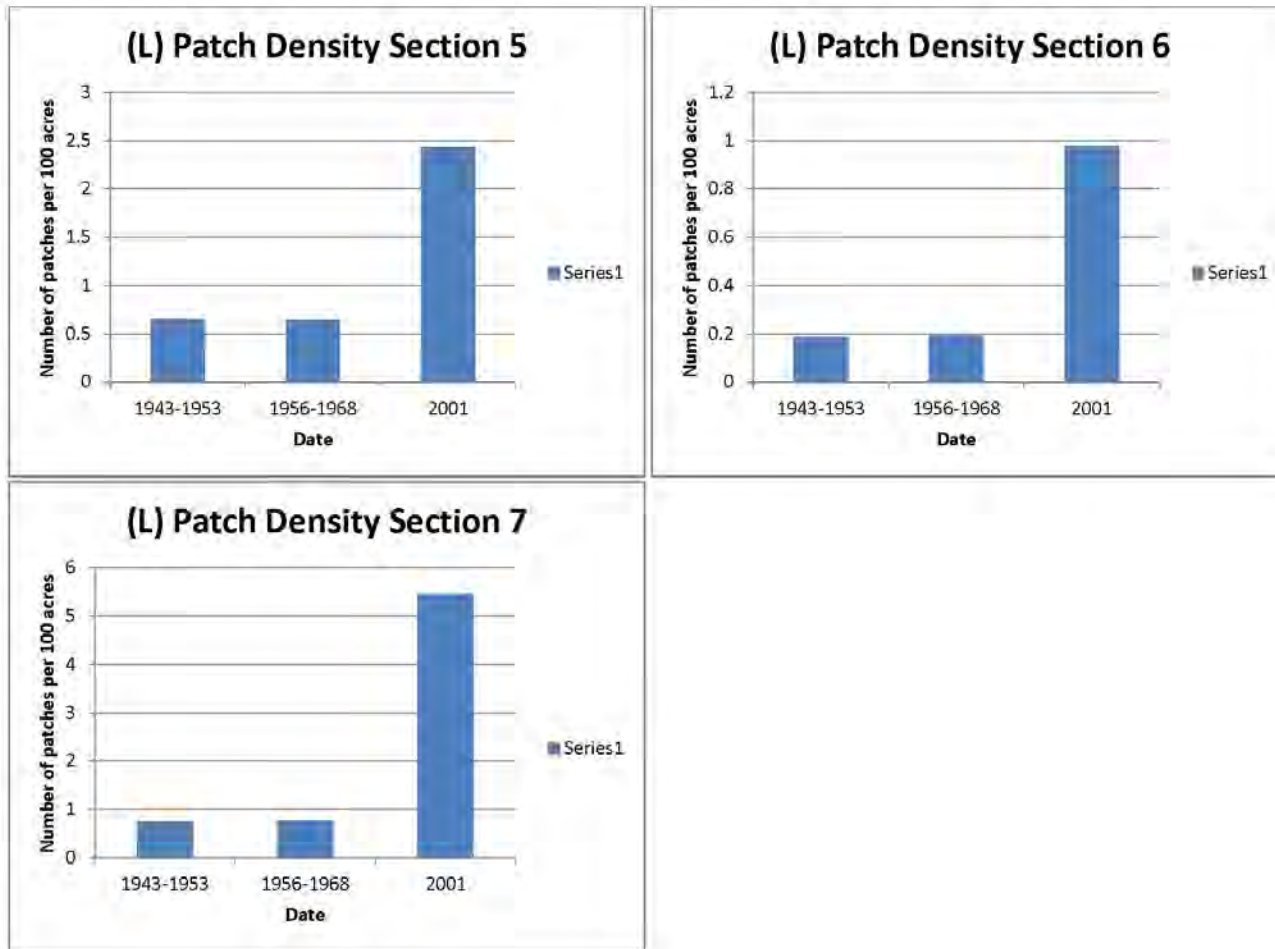 (L) Patch Density Section 5
Number of patches per 100 acres
3
2.5
2
1.5
1
0.5
0
1943-1953 1956-1968 2001
Date
Series1
(L) Patch Density Section 6
Number of patches per 100 acres
1.2
1
0.8
0.6
0.4
0.2
0
1943-1953 1956-1968 2001
Date
Series1
(L) Patch Density Section 7
Number of patches per 100 acres
6
5
4
3
2
1
0
1943-1953 1956-1968 2001
Date
Series1